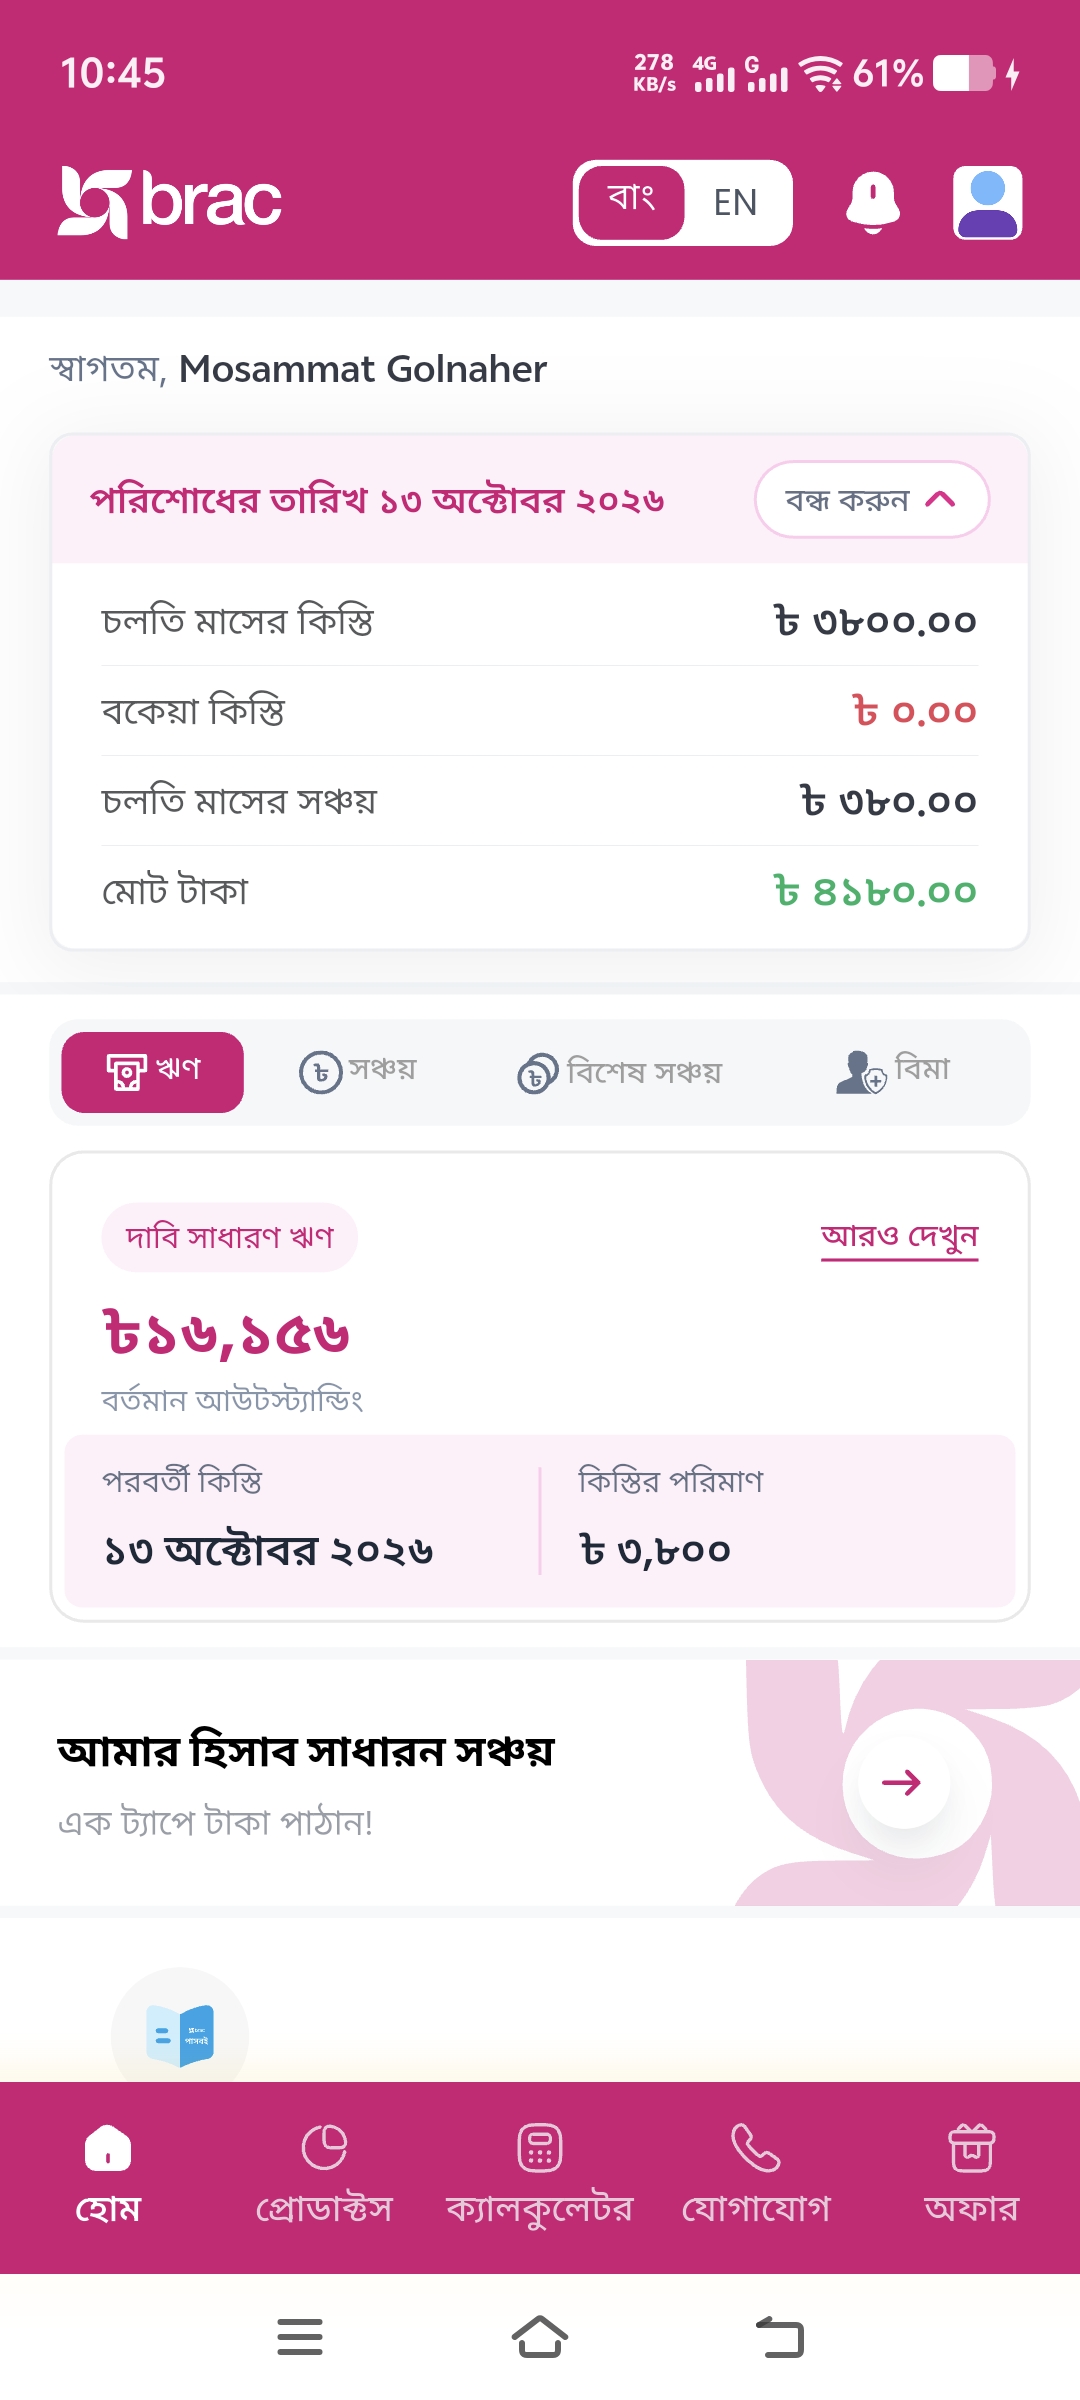 10:45
278 KB/s 4G G 61%
brac
বাং EN
স্বাগতম, Mosammat Golnaher
পরিশোধের তারিখ ১৩ অক্টোবর ২০২৬ বন্ধ করুন
চলতি মাসের কিস্তি ৳ ৩৮০০.০০
বকেয়া কিস্তি ৳ ০.০০
চলতি মাসের সঞ্চয় ৳ ৩৮০.০০
মোট টাকা ৳ ৪১৮০.০০
ঋণ সঞ্চয় বিশেষ সঞ্চয় বিমা
দাবি সাধারণ ঋণ আরও দেখুন
৳১৬,১৫৬
বর্তমান আউটস্ট্যান্ডিং
পরবর্তী কিস্তি কিস্তির পরিমাণ
১৩ অক্টোবর ২০২৬ ৳ ৩,৮০০
আমার হিসাব সাধারন সঞ্চয়
এক ট্যাপে টাকা পাঠান!
brac
পাসবই
হোম প্রোডাক্টস ক্যালকুলেটর যোগাযোগ অফার